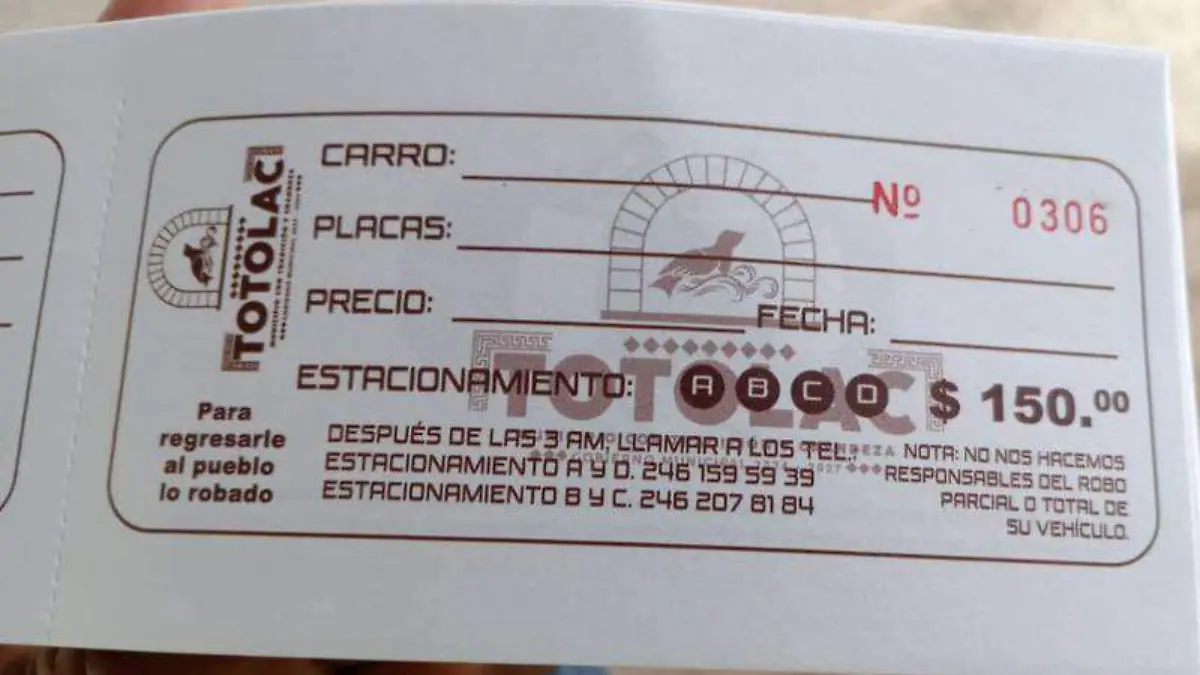 TOTOLAC
CARRO:
Nº 0306
PLACAS:
PRECIO:
FECHA:
TOTOLAC
ESTACIONAMIENTO: A B C D $ 150.00
Para
regresarle
al pueblo
lo robado
DESPUÉS DE LAS 3 AM, LLAMAR A LOS TEL.:
ESTACIONAMIENTO A Y D. 246 159 59 39
ESTACIONAMIENTO B Y C. 246 207 81 84
NOTA: NO NOS HACEMOS
RESPONSABLES DEL ROBO
PARCIAL O TOTAL DE
SU VEHÍCULO.